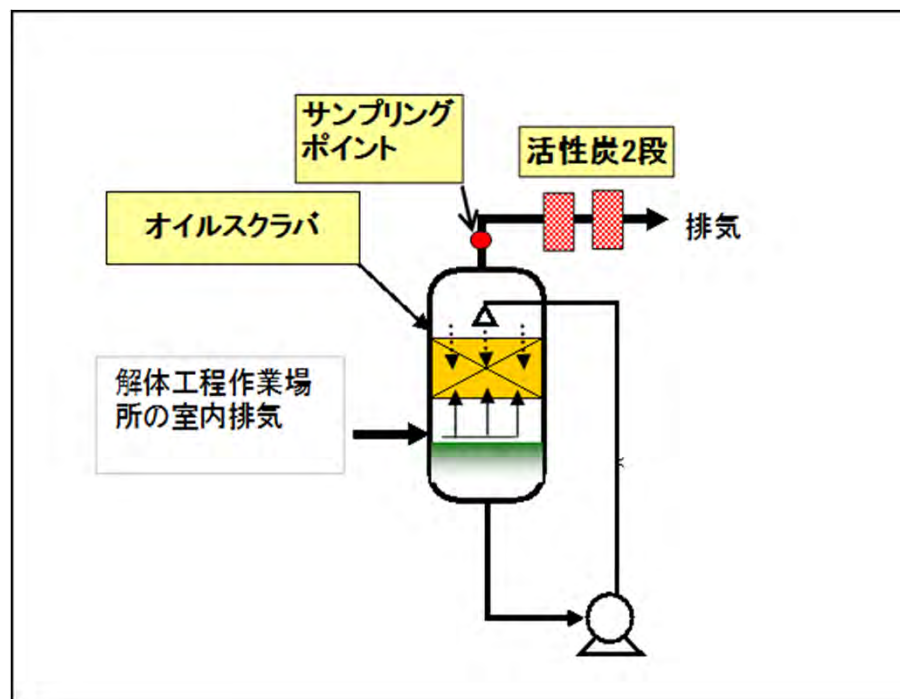 サンプリング
ポイント
活性炭2段
オイルスクラバ
排気
解体工程作業場
所の室内排気